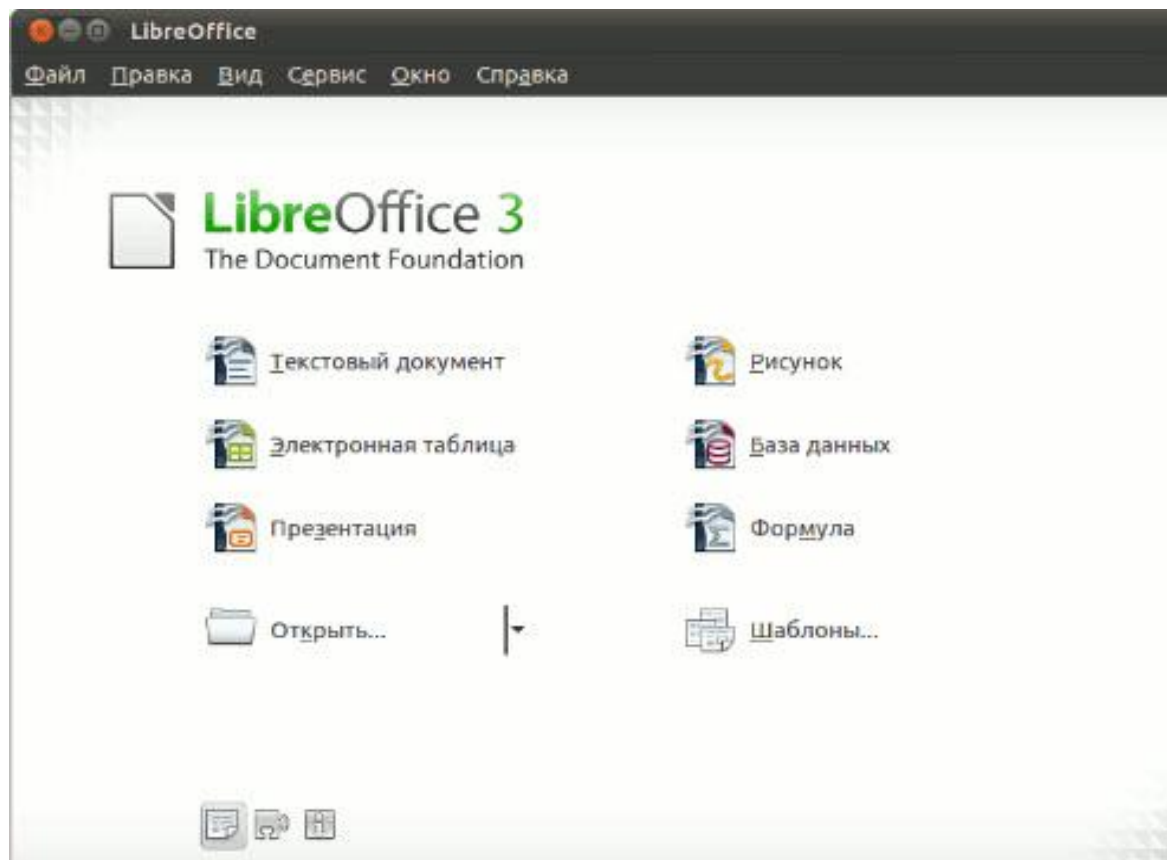 LibreOffice
Файл Правка Вид Сервис Окно Справка
LibreOffice 3
The Document Foundation
Текстовый документ
Рисунок
Электронная таблица
База данных
Презентация
Формула
Открыть...
Шаблоны...